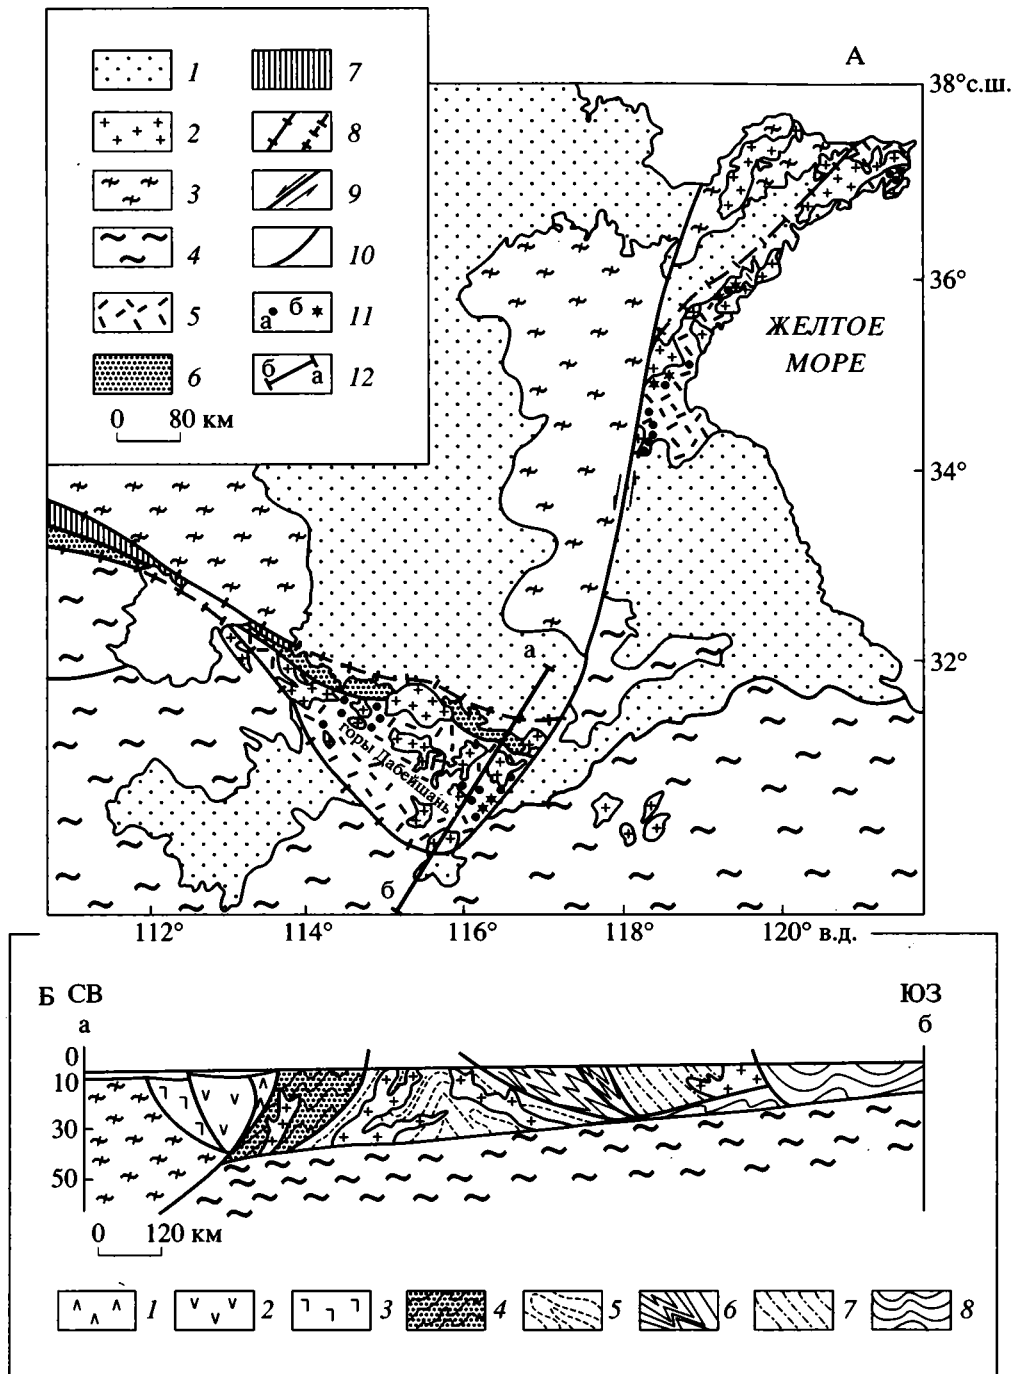 А
38°с.ш.
1
7
2
8
3
9
4
10
5
а б
11
6
б а
12
0 80 км
36°
ЖЕЛТОЕ
МОРЕ
34°
32°
а
горы Дабейшань
б
112°
114°
116°
118°
120° в.д.
Б СВ
ЮЗ
а
б
0
10
30
50
0 120 км
1
2
3
4
5
6
7
8